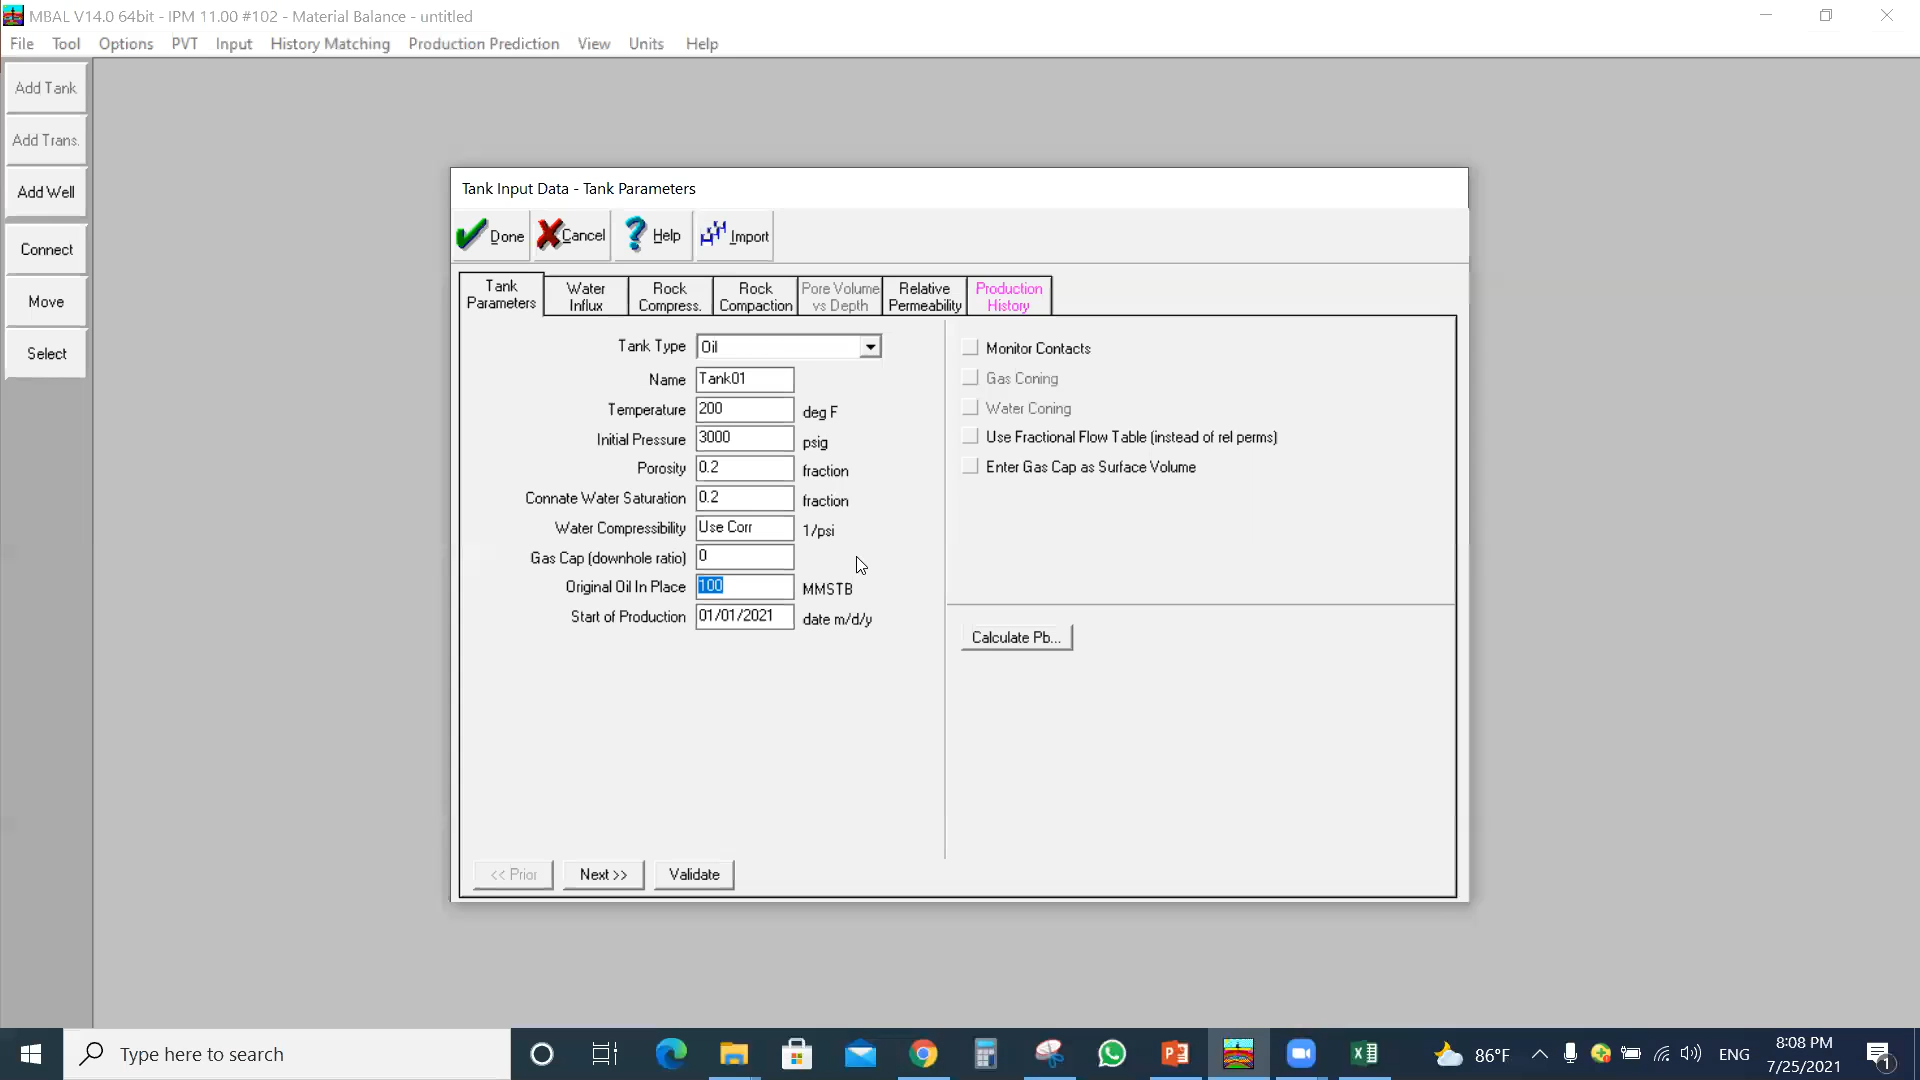 MBAL V14.0 64bit - IPM 11.00 #102 - Material Balance - untitled
File Tool Options PVT Input History Matching Production Prediction View Units Help
Add Tank
Add Trans.
Add Well
Connect
Move
Select
Tank Input Data - Tank Parameters
Done Cancel Help Import
Tank Parameters
Water Influx
Rock Compress.
Rock Compaction
Pore Volume vs Depth
Relative Permeability
Production History
Tank Type Oil
Name Tank01
Temperature 200 deg F
Initial Pressure 3000 psig
Porosity 0.2 fraction
Connate Water Saturation 0.2 fraction
Water Compressibility Use Corr 1/psi
Gas Cap (downhole ratio) 0
Original Oil In Place 100 MMSTB
Start of Production 01/01/2021 date m/d/y
Monitor Contacts
Gas Coning
Water Coning
Use Fractional Flow Table (instead of rel perms)
Enter Gas Cap as Surface Volume
Calculate Pb...
<< Prior Next >> Validate
Type here to search
86°F
ENG
8:08 PM
7/25/2021
1